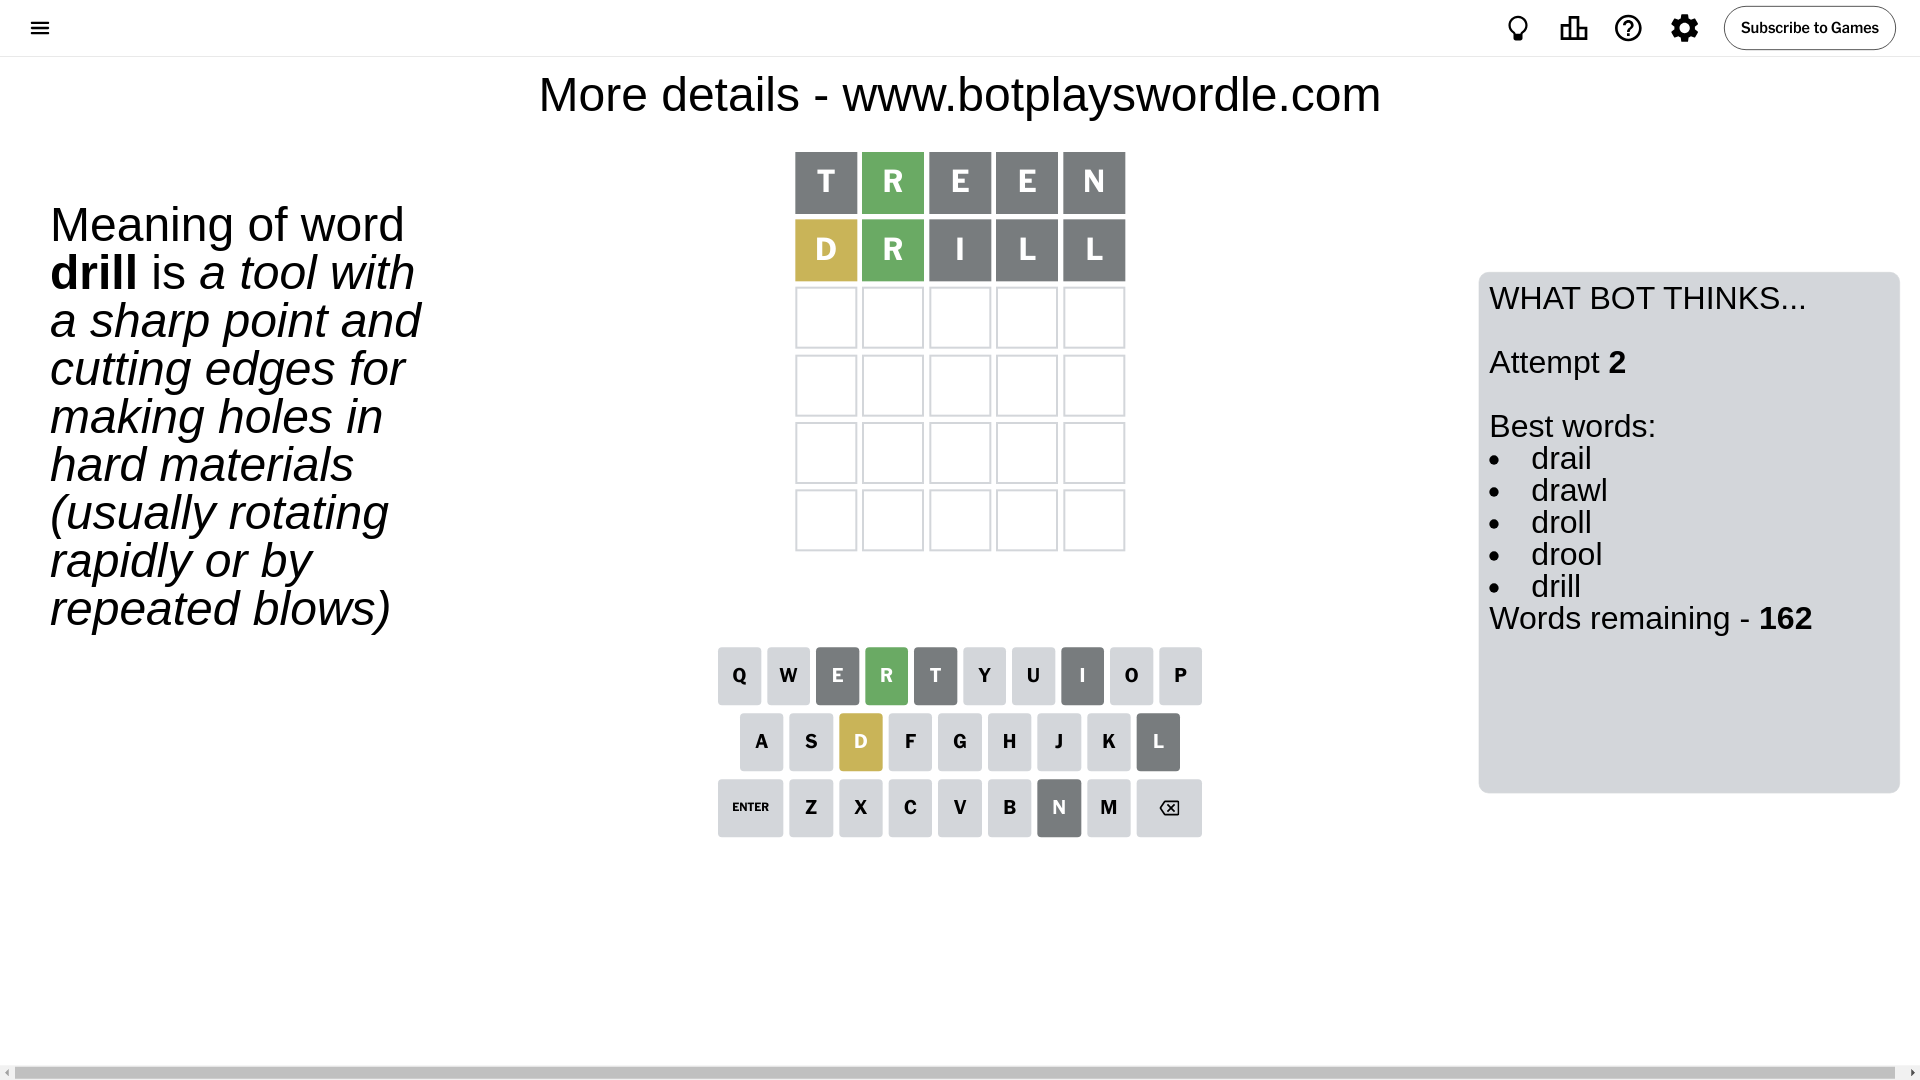 Subscribe to Games
More details - www.botplayswordle.com
Meaning of word
drill is a tool with
a sharp point and
cutting edges for
making holes in
hard materials
(usually rotating
rapidly or by
repeated blows)
T R E E N
D R I L L
WHAT BOT THINKS...
Attempt 2
Best words:
• drail
• drawl
• droll
• drool
• drill
Words remaining - 162
Q W E R T Y U I O P
A S D F G H J K L
ENTER Z X C V B N M